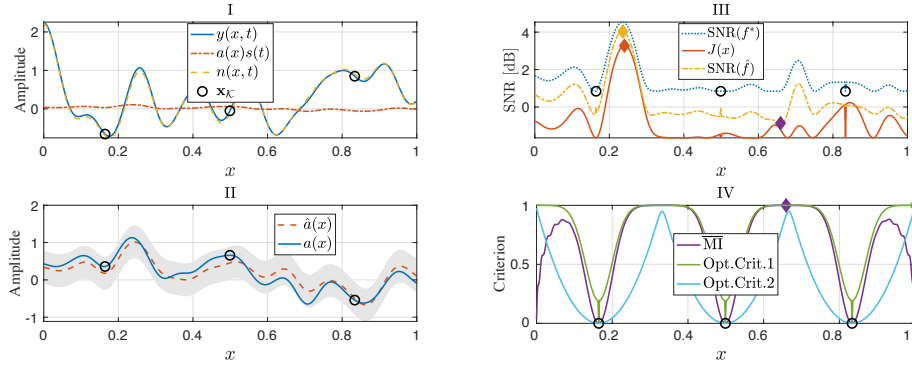 I
Amplitude
2
1
0
y(x, t)
a(x)s(t)
n(x, t)
x_𝒦
0 0.2 0.4 0.6 0.8 1
x
III
SNR [dB]
4
2
0
SNR(f*)
J(x)
SNR(f̂)
0 0.2 0.4 0.6 0.8 1
x
II
Amplitude
2
1
0
-1
â(x)
a(x)
0 0.2 0.4 0.6 0.8 1
x
IV
Criterion
1
0.5
0
M̅I̅
Opt.Crit.1
Opt.Crit.2
0 0.2 0.4 0.6 0.8 1
x